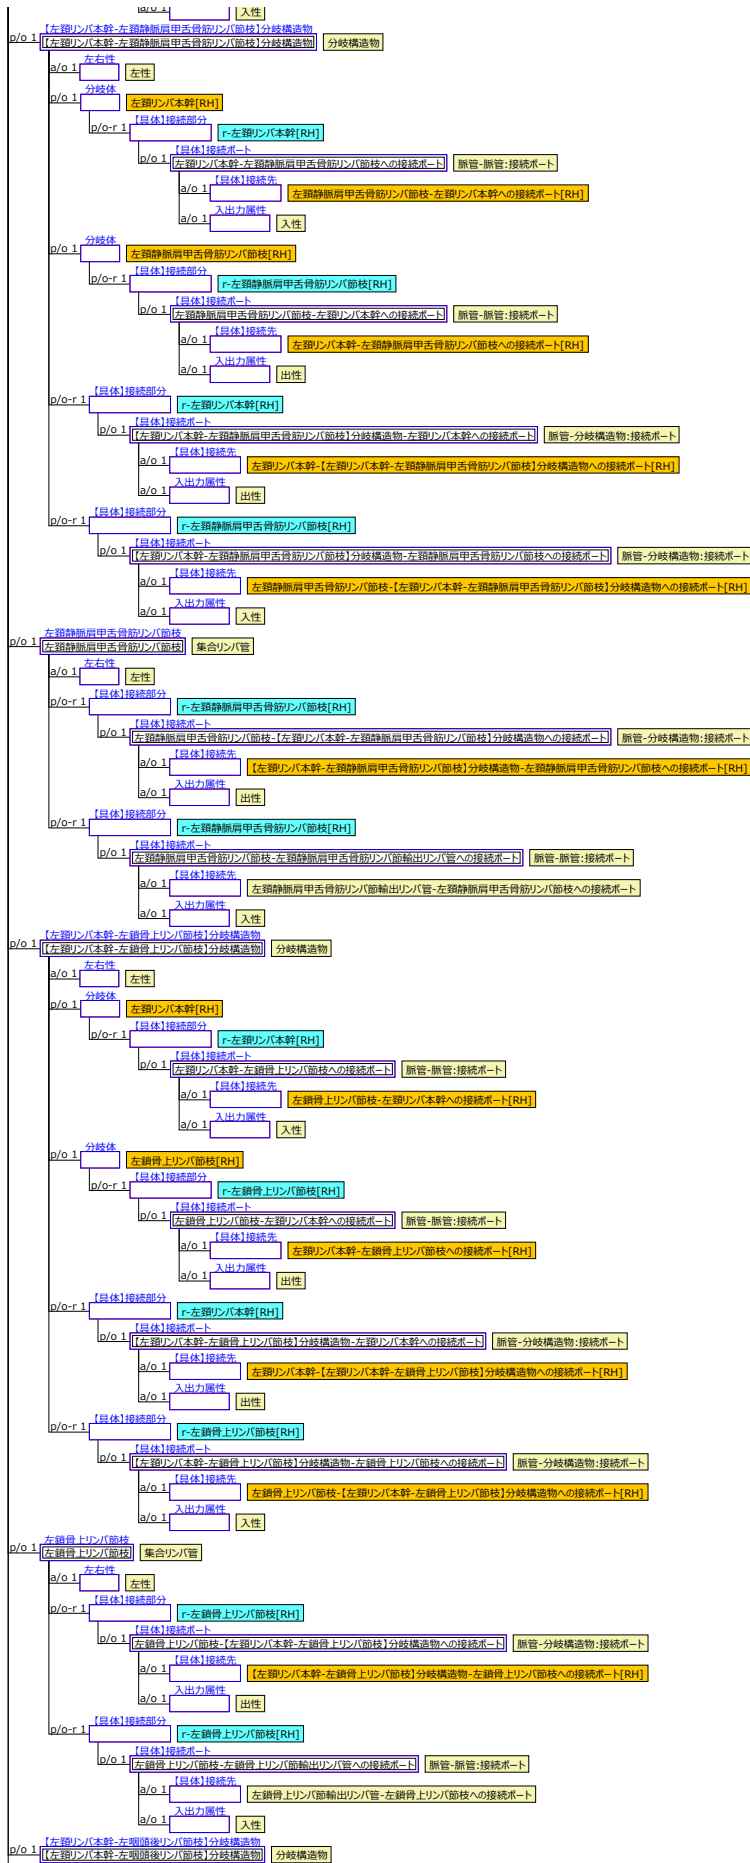 a/o 1 入性
【左頚リンパ本幹-左頚静脈肩甲舌骨筋リンパ節枝】分岐構造物
p/o 1 【左頚リンパ本幹-左頚静脈肩甲舌骨筋リンパ節枝】分岐構造物 分岐構造物
左右性
a/o 1 左性
分岐体
p/o 1 左頚リンパ本幹[RH]
【具体】接続部分
p/o-r 1 r-左頚リンパ本幹[RH]
【具体】接続ポート
p/o 1 左頚リンパ本幹-左頚静脈肩甲舌骨筋リンパ節枝への接続ポート 脈管-脈管:接続ポート
【具体】接続先
a/o 1 左頚静脈肩甲舌骨筋リンパ節枝-左頚リンパ本幹への接続ポート[RH]
入出力属性
a/o 1 入性
分岐体
p/o 1 左頚静脈肩甲舌骨筋リンパ節枝[RH]
【具体】接続部分
p/o-r 1 r-左頚静脈肩甲舌骨筋リンパ節枝[RH]
【具体】接続ポート
p/o 1 左頚静脈肩甲舌骨筋リンパ節枝-左頚リンパ本幹への接続ポート 脈管-脈管:接続ポート
【具体】接続先
a/o 1 左頚リンパ本幹-左頚静脈肩甲舌骨筋リンパ節枝への接続ポート[RH]
入出力属性
a/o 1 出性
【具体】接続部分
p/o-r 1 r-左頚リンパ本幹[RH]
【具体】接続ポート
p/o 1 【左頚リンパ本幹-左頚静脈肩甲舌骨筋リンパ節枝】分岐構造物-左頚リンパ本幹への接続ポート 脈管-分岐構造物:接続ポート
【具体】接続先
a/o 1 左頚リンパ本幹-【左頚リンパ本幹-左頚静脈肩甲舌骨筋リンパ節枝】分岐構造物への接続ポート[RH]
入出力属性
a/o 1 出性
【具体】接続部分
p/o-r 1 r-左頚静脈肩甲舌骨筋リンパ節枝[RH]
【具体】接続ポート
p/o 1 【左頚リンパ本幹-左頚静脈肩甲舌骨筋リンパ節枝】分岐構造物-左頚静脈肩甲舌骨筋リンパ節枝への接続ポート 脈管-分岐構造物:接続ポート
【具体】接続先
a/o 1 左頚静脈肩甲舌骨筋リンパ節枝-【左頚リンパ本幹-左頚静脈肩甲舌骨筋リンパ節枝】分岐構造物への接続ポート[RH]
入出力属性
a/o 1 入性
左頚静脈肩甲舌骨筋リンパ節枝
p/o 1 左頚静脈肩甲舌骨筋リンパ節枝 集合リンパ管
左右性
a/o 1 左性
【具体】接続部分
p/o-r 1 r-左頚静脈肩甲舌骨筋リンパ節枝[RH]
【具体】接続ポート
p/o 1 左頚静脈肩甲舌骨筋リンパ節枝-【左頚リンパ本幹-左頚静脈肩甲舌骨筋リンパ節枝】分岐構造物への接続ポート 脈管-分岐構造物:接続ポート
【具体】接続先
a/o 1 【左頚リンパ本幹-左頚静脈肩甲舌骨筋リンパ節枝】分岐構造物-左頚静脈肩甲舌骨筋リンパ節枝への接続ポート[RH]
入出力属性
a/o 1 出性
【具体】接続部分
p/o-r 1 r-左頚静脈肩甲舌骨筋リンパ節枝[RH]
【具体】接続ポート
p/o 1 左頚静脈肩甲舌骨筋リンパ節枝-左頚静脈肩甲舌骨筋リンパ節輸出リンパ管への接続ポート 脈管-脈管:接続ポート
【具体】接続先
a/o 1 左頚静脈肩甲舌骨筋リンパ節輸出リンパ管-左頚静脈肩甲舌骨筋リンパ節枝への接続ポート
入出力属性
a/o 1 入性
【左頚リンパ本幹-左鎖骨上リンパ節枝】分岐構造物
p/o 1 【左頚リンパ本幹-左鎖骨上リンパ節枝】分岐構造物 分岐構造物
左右性
a/o 1 左性
分岐体
p/o 1 左頚リンパ本幹[RH]
【具体】接続部分
p/o-r 1 r-左頚リンパ本幹[RH]
【具体】接続ポート
p/o 1 左頚リンパ本幹-左鎖骨上リンパ節枝への接続ポート 脈管-脈管:接続ポート
【具体】接続先
a/o 1 左鎖骨上リンパ節枝-左頚リンパ本幹への接続ポート[RH]
入出力属性
a/o 1 入性
分岐体
p/o 1 左鎖骨上リンパ節枝[RH]
【具体】接続部分
p/o-r 1 r-左鎖骨上リンパ節枝[RH]
【具体】接続ポート
p/o 1 左鎖骨上リンパ節枝-左頚リンパ本幹への接続ポート 脈管-脈管:接続ポート
【具体】接続先
a/o 1 左頚リンパ本幹-左鎖骨上リンパ節枝への接続ポート[RH]
入出力属性
a/o 1 出性
【具体】接続部分
p/o-r 1 r-左頚リンパ本幹[RH]
【具体】接続ポート
p/o 1 【左頚リンパ本幹-左鎖骨上リンパ節枝】分岐構造物-左頚リンパ本幹への接続ポート 脈管-分岐構造物:接続ポート
【具体】接続先
a/o 1 左頚リンパ本幹-【左頚リンパ本幹-左鎖骨上リンパ節枝】分岐構造物への接続ポート[RH]
入出力属性
a/o 1 出性
【具体】接続部分
p/o-r 1 r-左鎖骨上リンパ節枝[RH]
【具体】接続ポート
p/o 1 【左頚リンパ本幹-左鎖骨上リンパ節枝】分岐構造物-左鎖骨上リンパ節枝への接続ポート 脈管-分岐構造物:接続ポート
【具体】接続先
a/o 1 左鎖骨上リンパ節枝-【左頚リンパ本幹-左鎖骨上リンパ節枝】分岐構造物への接続ポート[RH]
入出力属性
a/o 1 入性
左鎖骨上リンパ節枝
p/o 1 左鎖骨上リンパ節枝 集合リンパ管
左右性
a/o 1 左性
【具体】接続部分
p/o-r 1 r-左鎖骨上リンパ節枝[RH]
【具体】接続ポート
p/o 1 左鎖骨上リンパ節枝-【左頚リンパ本幹-左鎖骨上リンパ節枝】分岐構造物への接続ポート 脈管-分岐構造物:接続ポート
【具体】接続先
a/o 1 【左頚リンパ本幹-左鎖骨上リンパ節枝】分岐構造物-左鎖骨上リンパ節枝への接続ポート[RH]
入出力属性
a/o 1 出性
【具体】接続部分
p/o-r 1 r-左鎖骨上リンパ節枝[RH]
【具体】接続ポート
p/o 1 左鎖骨上リンパ節枝-左鎖骨上リンパ節輸出リンパ管への接続ポート 脈管-脈管:接続ポート
【具体】接続先
a/o 1 左鎖骨上リンパ節輸出リンパ管-左鎖骨上リンパ節枝への接続ポート
入出力属性
a/o 1 入性
【左頚リンパ本幹-左咽頭後リンパ節枝】分岐構造物
p/o 1 【左頚リンパ本幹-左咽頭後リンパ節枝】分岐構造物 分岐構造物